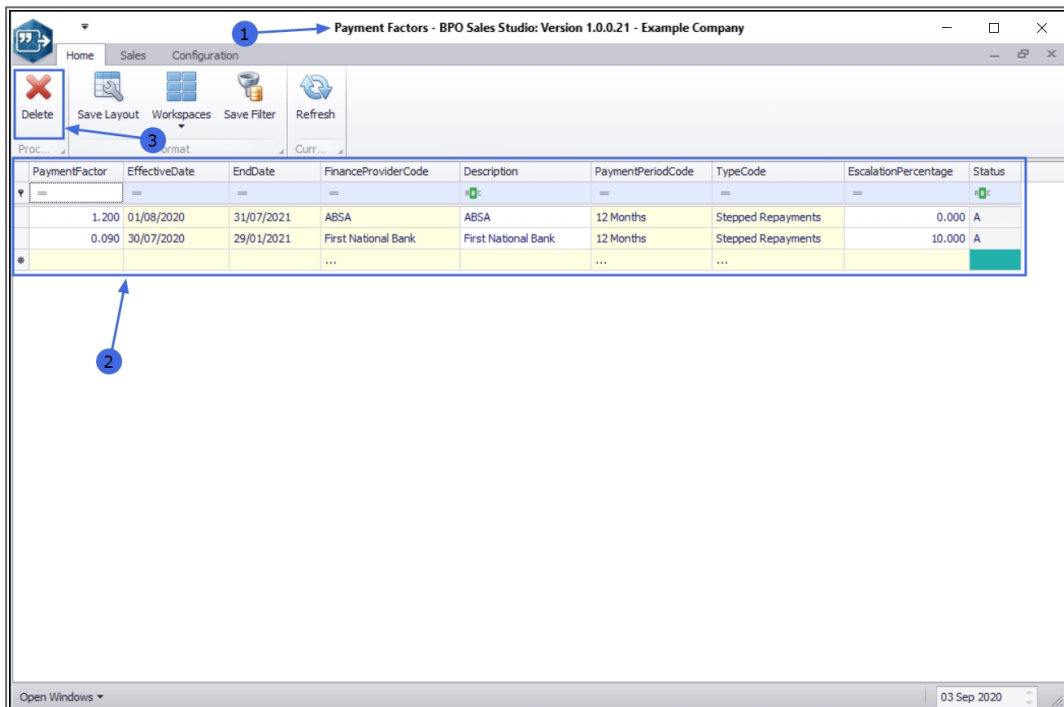 1
Payment Factors - BPO Sales Studio: Version 1.0.0.21 - Example Company
Home Sales Configuration
Delete Save Layout Workspaces Save Filter Refresh
3
Proc... Curr...
PaymentFactor EffectiveDate EndDate FinanceProviderCode Description PaymentPeriodCode TypeCode EscalationPercentage Status
= = = = = = =
1.200 01/08/2020 31/07/2021 ABSA ABSA 12 Months Stepped Repayments 0.000 A
0.090 30/07/2020 29/01/2021 First National Bank First National Bank 12 Months Stepped Repayments 10.000 A
... ... ...
2
Open Windows 03 Sep 2020